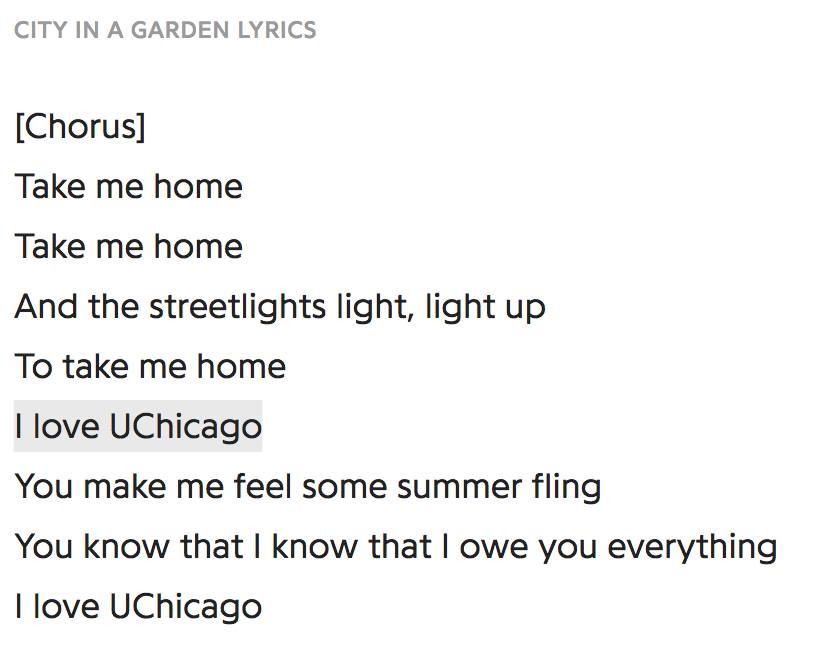 CITY IN A GARDEN LYRICS
[Chorus]
Take me home
Take me home
And the streetlights light, light up
To take me home
I love UChicago
You make me feel some summer fling
You know that I know that I owe you everything
I love UChicago